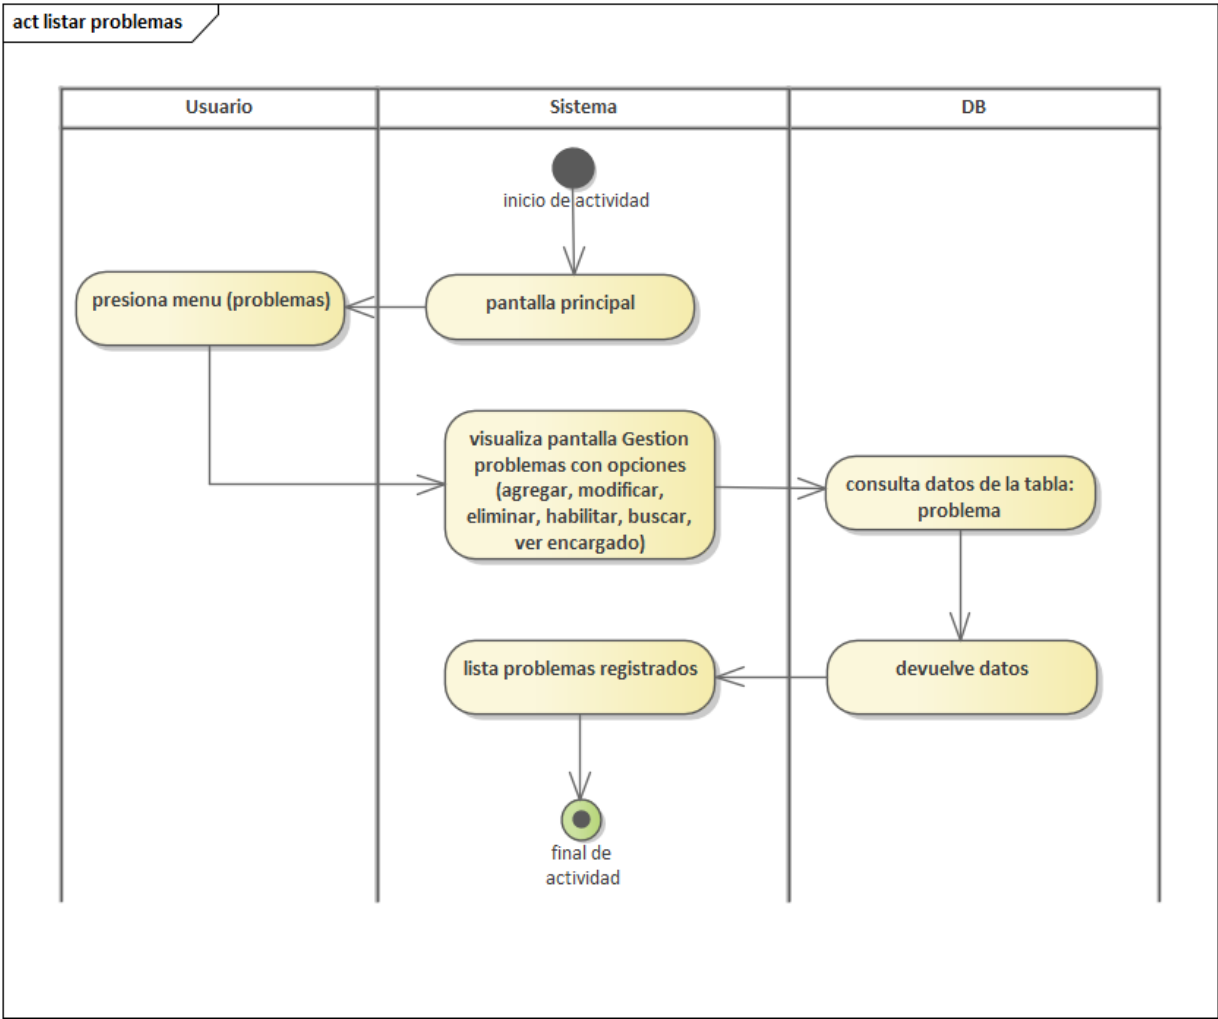 act listar problemas
Usuario
Sistema
DB
inicio de actividad
presiona menu (problemas)
pantalla principal
visualiza pantalla Gestion
problemas con opciones
(agregar, modificar,
eliminar, habilitar, buscar,
ver encargado)
consulta datos de la tabla:
problema
lista problemas registrados
devuelve datos
final de
actividad